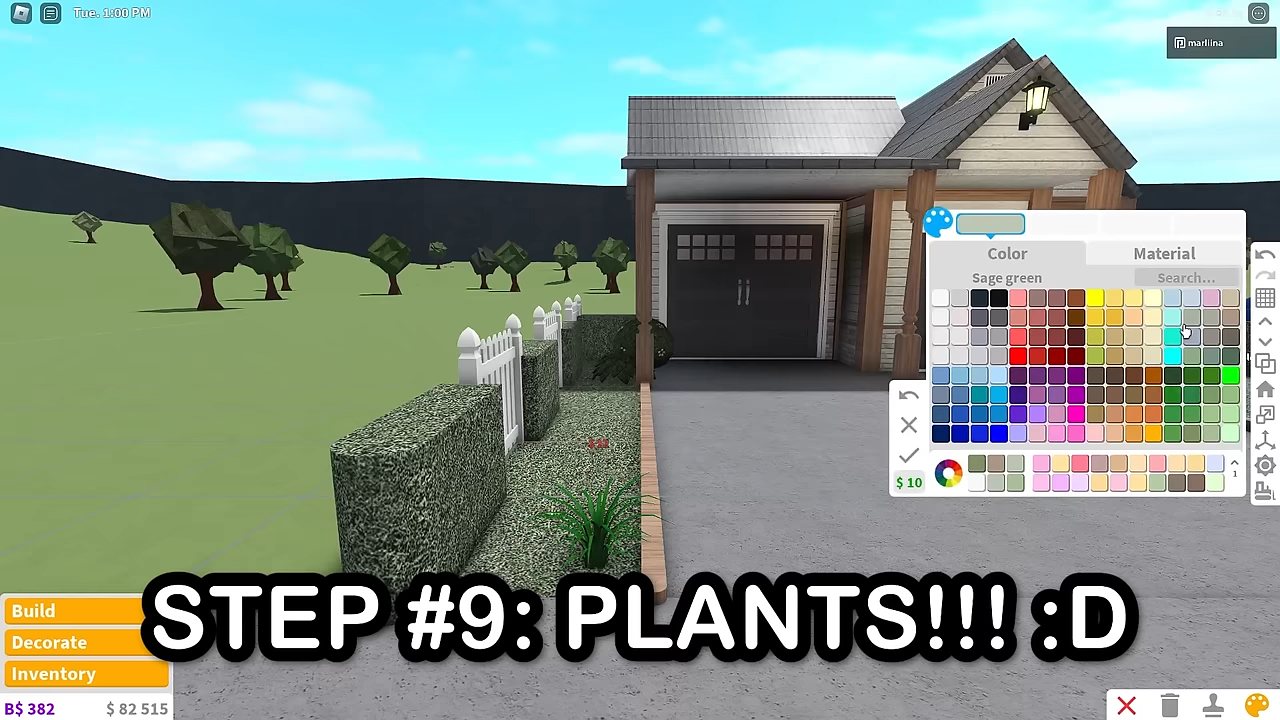 Tue. 1:00 PM
marliina
Color
Material
Sage green
Search...
1
$ 10
STEP #9: PLANTS!!! :D
Build
Decorate
Inventory
B$ 382
$ 82 515